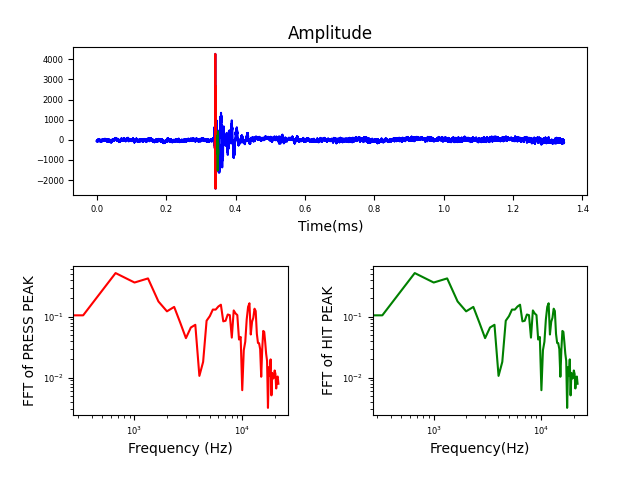 Amplitude
4000
3000
2000
1000
0
−1000
−2000
0.0 0.2 0.4 0.6 0.8 1.0 1.2 1.4
Time(ms)
FFT of PRESS PEAK
10⁻¹
10⁻²
10³ 10⁴
Frequency (Hz)
FFT of HIT PEAK
10⁻¹
10⁻²
10³ 10⁴
Frequency(Hz)